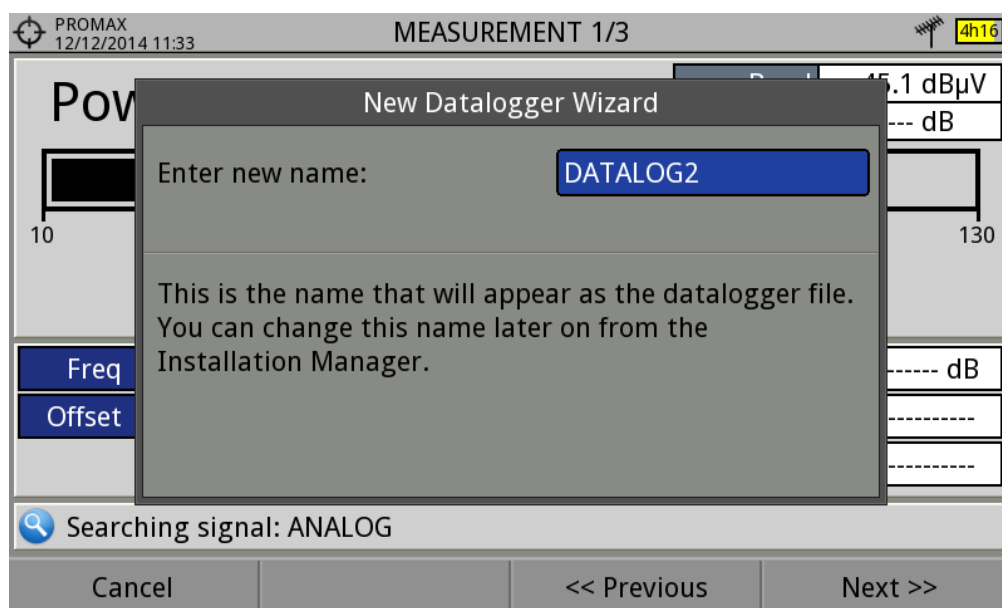 PROMAX
12/12/2014 11:33
MEASUREMENT 1/3
4h16
New Datalogger Wizard
dBµV
--- dB
Enter new name:
DATALOG2
10
130
This is the name that will appear as the datalogger file.
You can change this name later on from the
Installation Manager.
Freq
------ dB
Offset
----------
----------
Searching signal: ANALOG
Cancel
<< Previous
Next >>